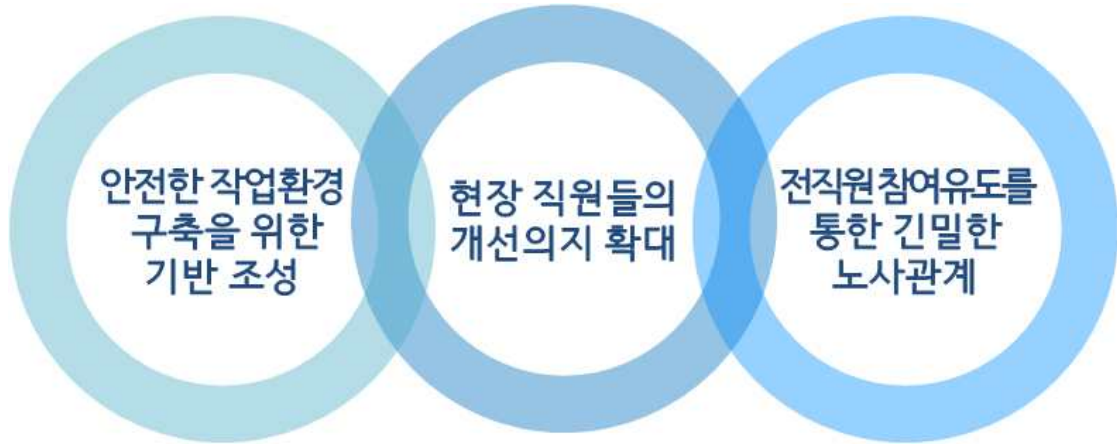 안전한 작업환경
구축을 위한
기반 조성
현장 직원들의
개선의지 확대
전직원 참여유도를
통한 긴밀한
노사관계